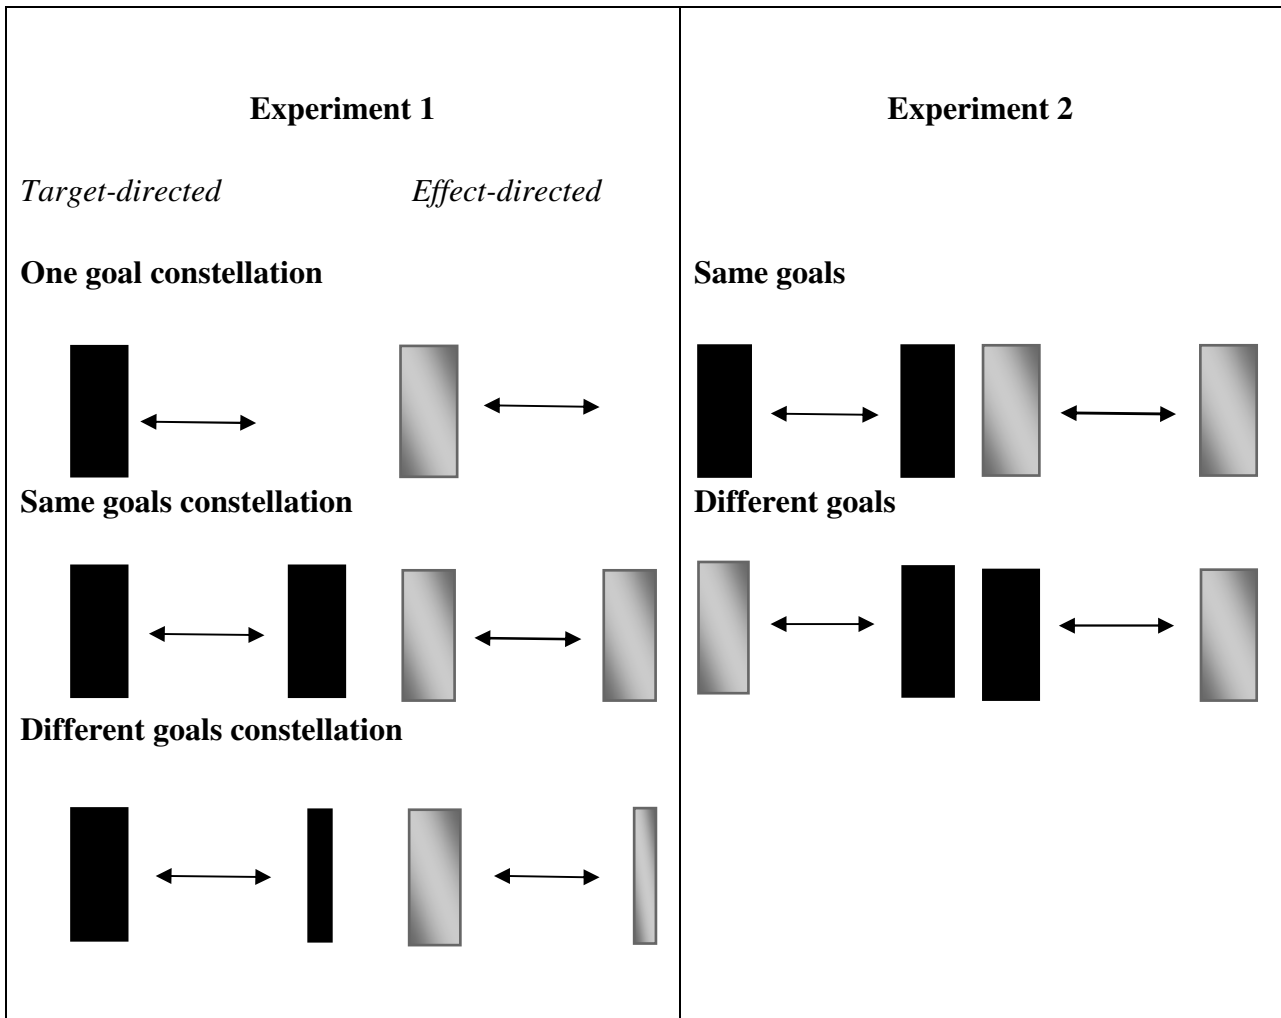 Experiment 1
Target-directed Effect-directed
One goal constellation
Same goals constellation
Different goals constellation
Experiment 2
Same goals
Different goals